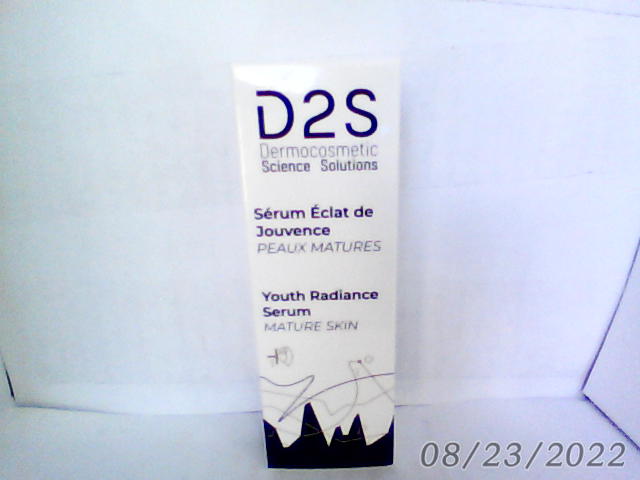 D2S
Dermocosmetic
Science Solutions
Sérum Éclat de
Jouvence
PEAUX MATURES
Youth Radiance
Serum
MATURE SKIN
08/23/2022